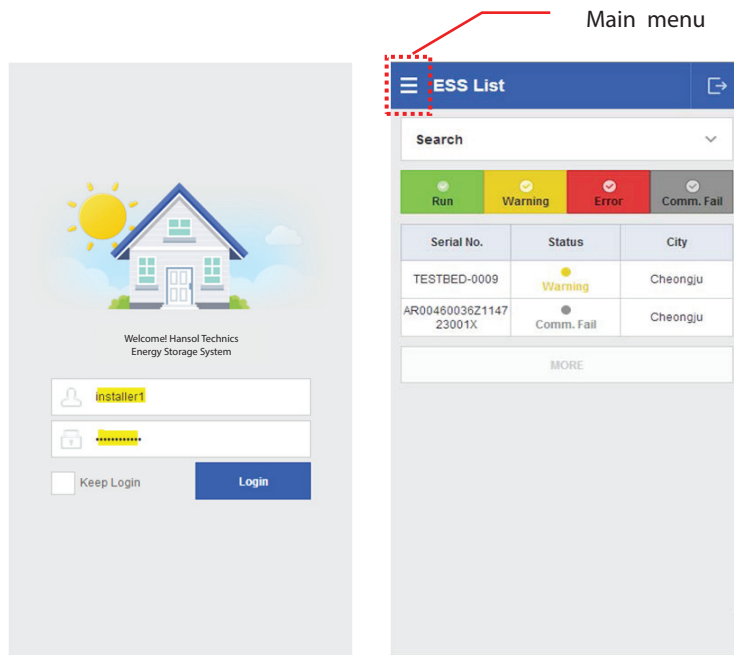 Main menu
Welcome! Hansol Technics
Energy Storage System
installer1
••••••••••••
Keep Login
Login
ESS List
Search
Run Warning Error Comm. Fail
Serial No. Status City
TESTBED-0009 Warning Cheongju
AR00460036Z1147
23001X Comm. Fail Cheongju
MORE